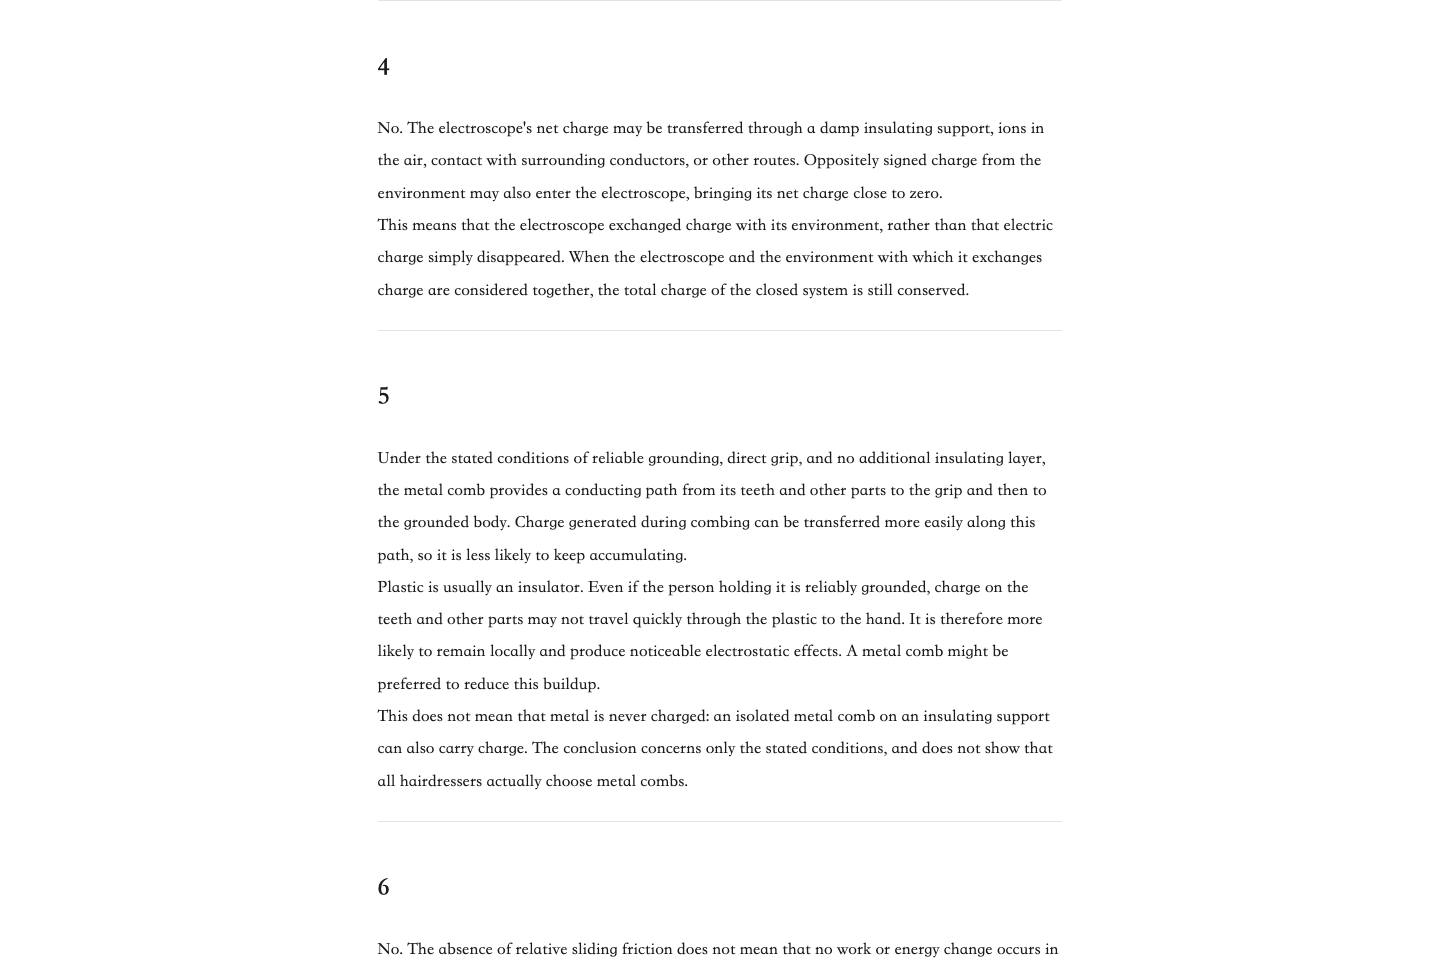 4
No. The electroscope's net charge may be transferred through a damp insulating support, ions in
the air, contact with surrounding conductors, or other routes. Oppositely signed charge from the
environment may also enter the electroscope, bringing its net charge close to zero.
This means that the electroscope exchanged charge with its environment, rather than that electric
charge simply disappeared. When the electroscope and the environment with which it exchanges
charge are considered together, the total charge of the closed system is still conserved.
5
Under the stated conditions of reliable grounding, direct grip, and no additional insulating layer,
the metal comb provides a conducting path from its teeth and other parts to the grip and then to
the grounded body. Charge generated during combing can be transferred more easily along this
path, so it is less likely to keep accumulating.
Plastic is usually an insulator. Even if the person holding it is reliably grounded, charge on the
teeth and other parts may not travel quickly through the plastic to the hand. It is therefore more
likely to remain locally and produce noticeable electrostatic effects. A metal comb might be
preferred to reduce this buildup.
This does not mean that metal is never charged: an isolated metal comb on an insulating support
can also carry charge. The conclusion concerns only the stated conditions, and does not show that
all hairdressers actually choose metal combs.
6
No. The absence of relative sliding friction does not mean that no work or energy change occurs in